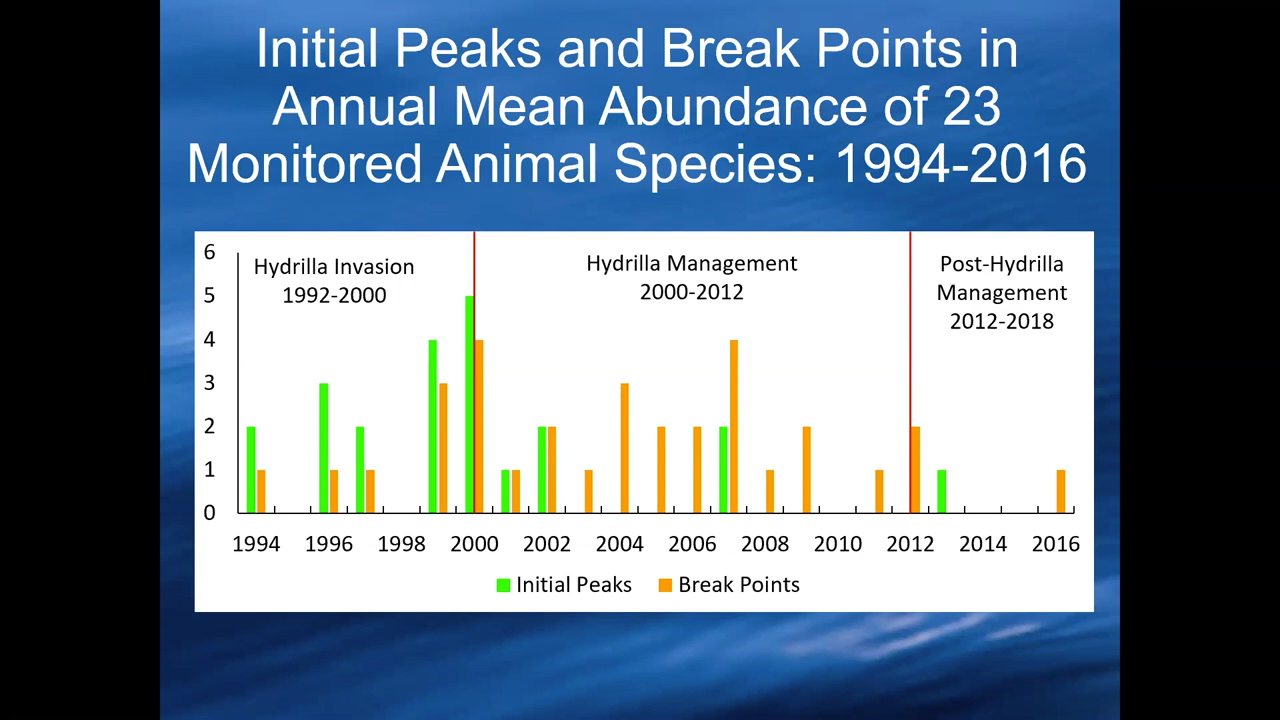 Initial Peaks and Break Points in
Annual Mean Abundance of 23
Monitored Animal Species: 1994-2016
6
5
4
3
2
1
0
Hydrilla Invasion
1992-2000
Hydrilla Management
2000-2012
Post-Hydrilla
Management
2012-2018
1994 1996 1998 2000 2002 2004 2006 2008 2010 2012 2014 2016
Initial Peaks Break Points